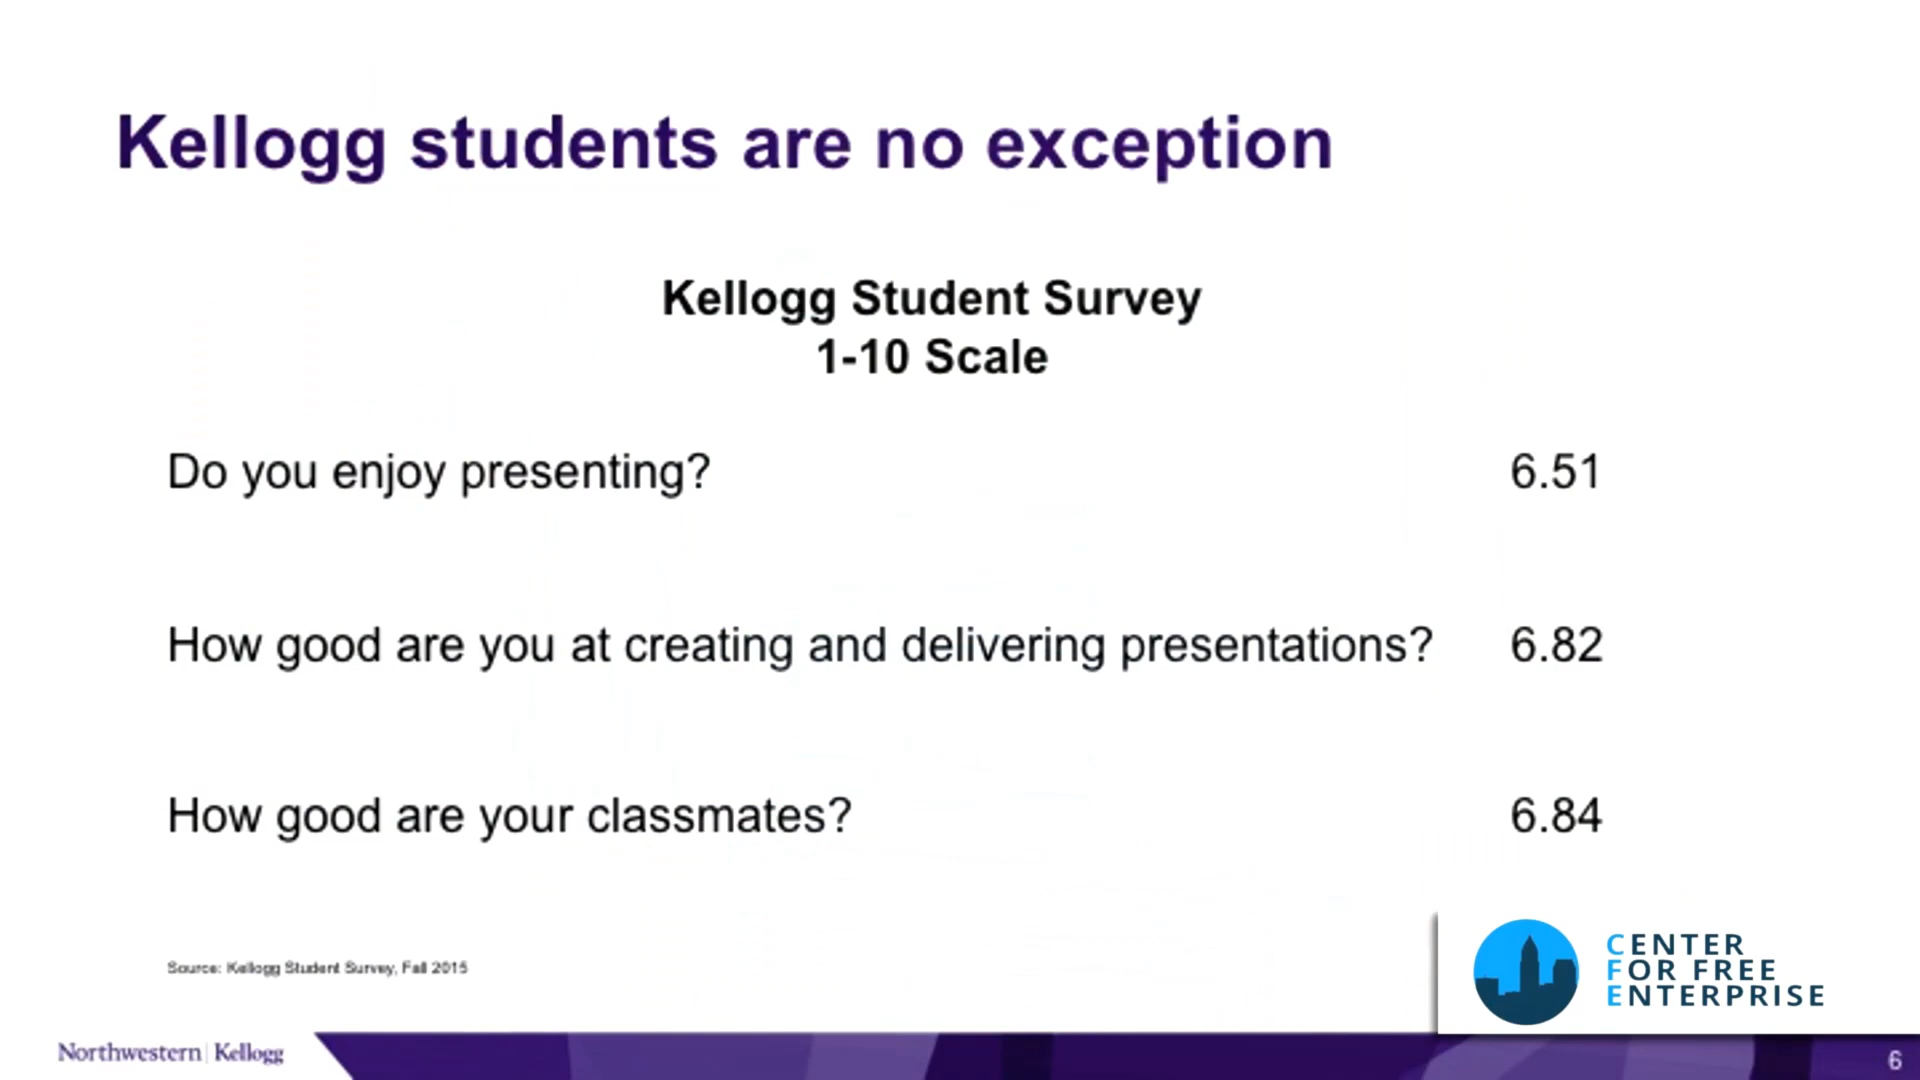 Kellogg students are no exception
Kellogg Student Survey
1-10 Scale
Do you enjoy presenting? 6.51
How good are you at creating and delivering presentations? 6.82
How good are your classmates? 6.84
Source: Kellogg Student Survey, Fall 2015
CENTER
FOR FREE
ENTERPRISE
Northwestern | Kellogg
6